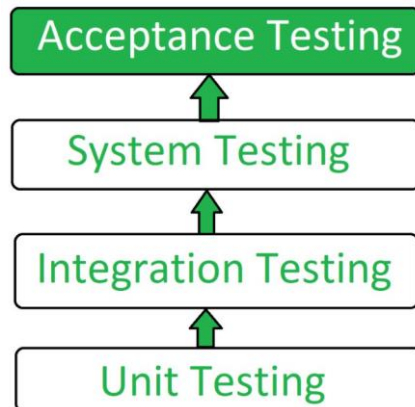 Acceptance Testing
System Testing
Integration Testing
Unit Testing